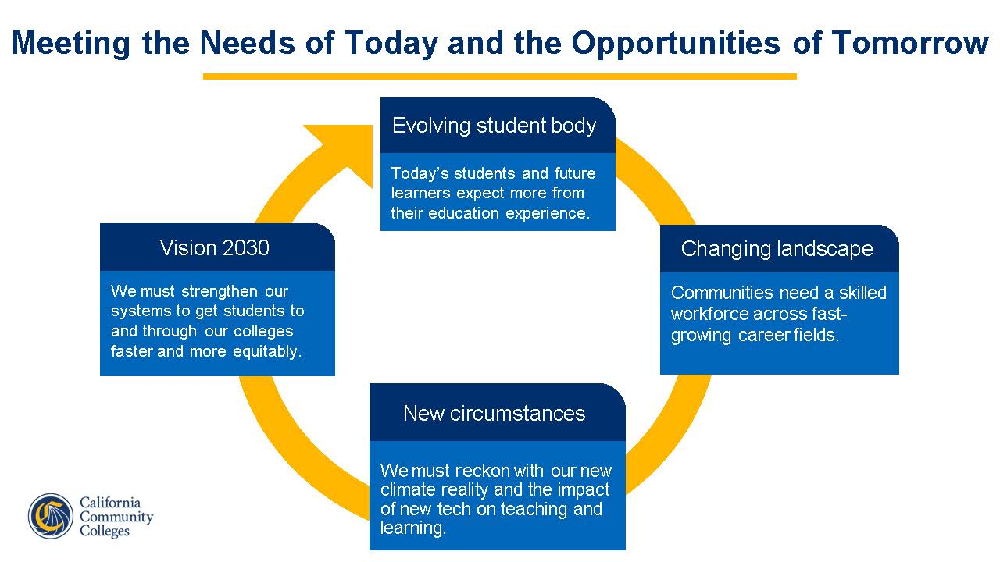 Meeting the Needs of Today and the Opportunities of Tomorrow
Evolving student body
Today’s students and future
learners expect more from
their education experience.
Changing landscape
Communities need a skilled
workforce across fast-
growing career fields.
New circumstances
We must reckon with our new
climate reality and the impact
of new tech on teaching and
learning.
Vision 2030
We must strengthen our
systems to get students to
and through our colleges
faster and more equitably.
California
Community
Colleges